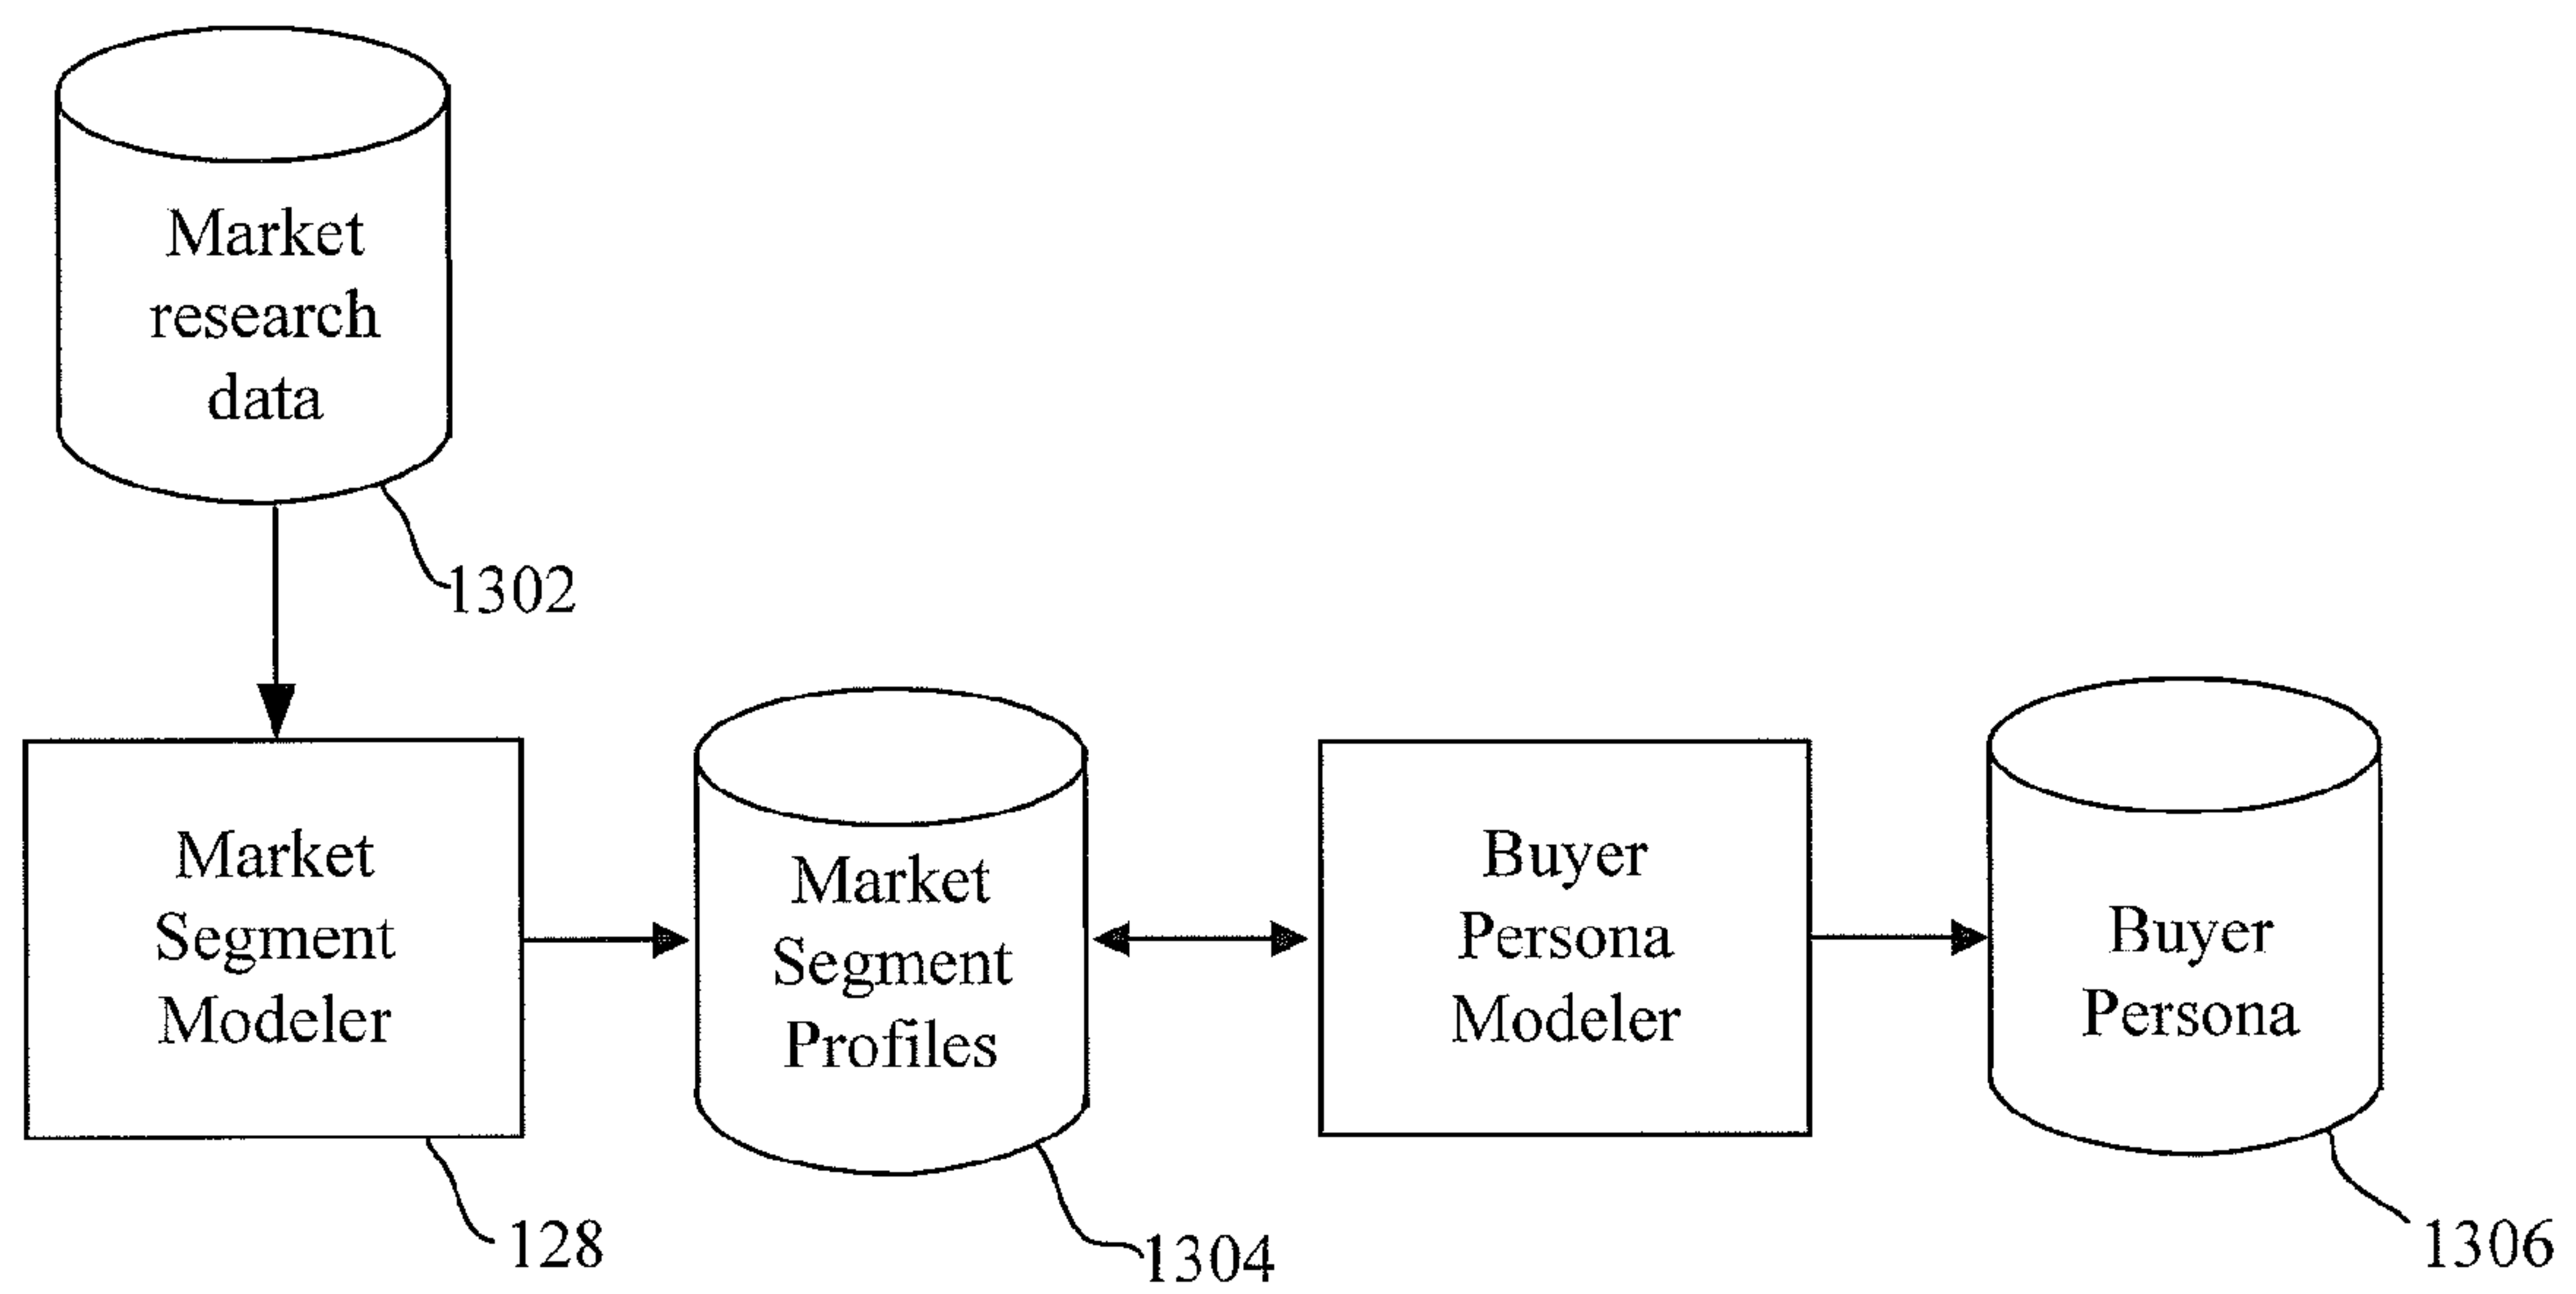 Market
research
data
1302
Market
Segment
Modeler
128
Market
Segment
Profiles
1304
Buyer
Persona
Modeler
Buyer
Persona
1306